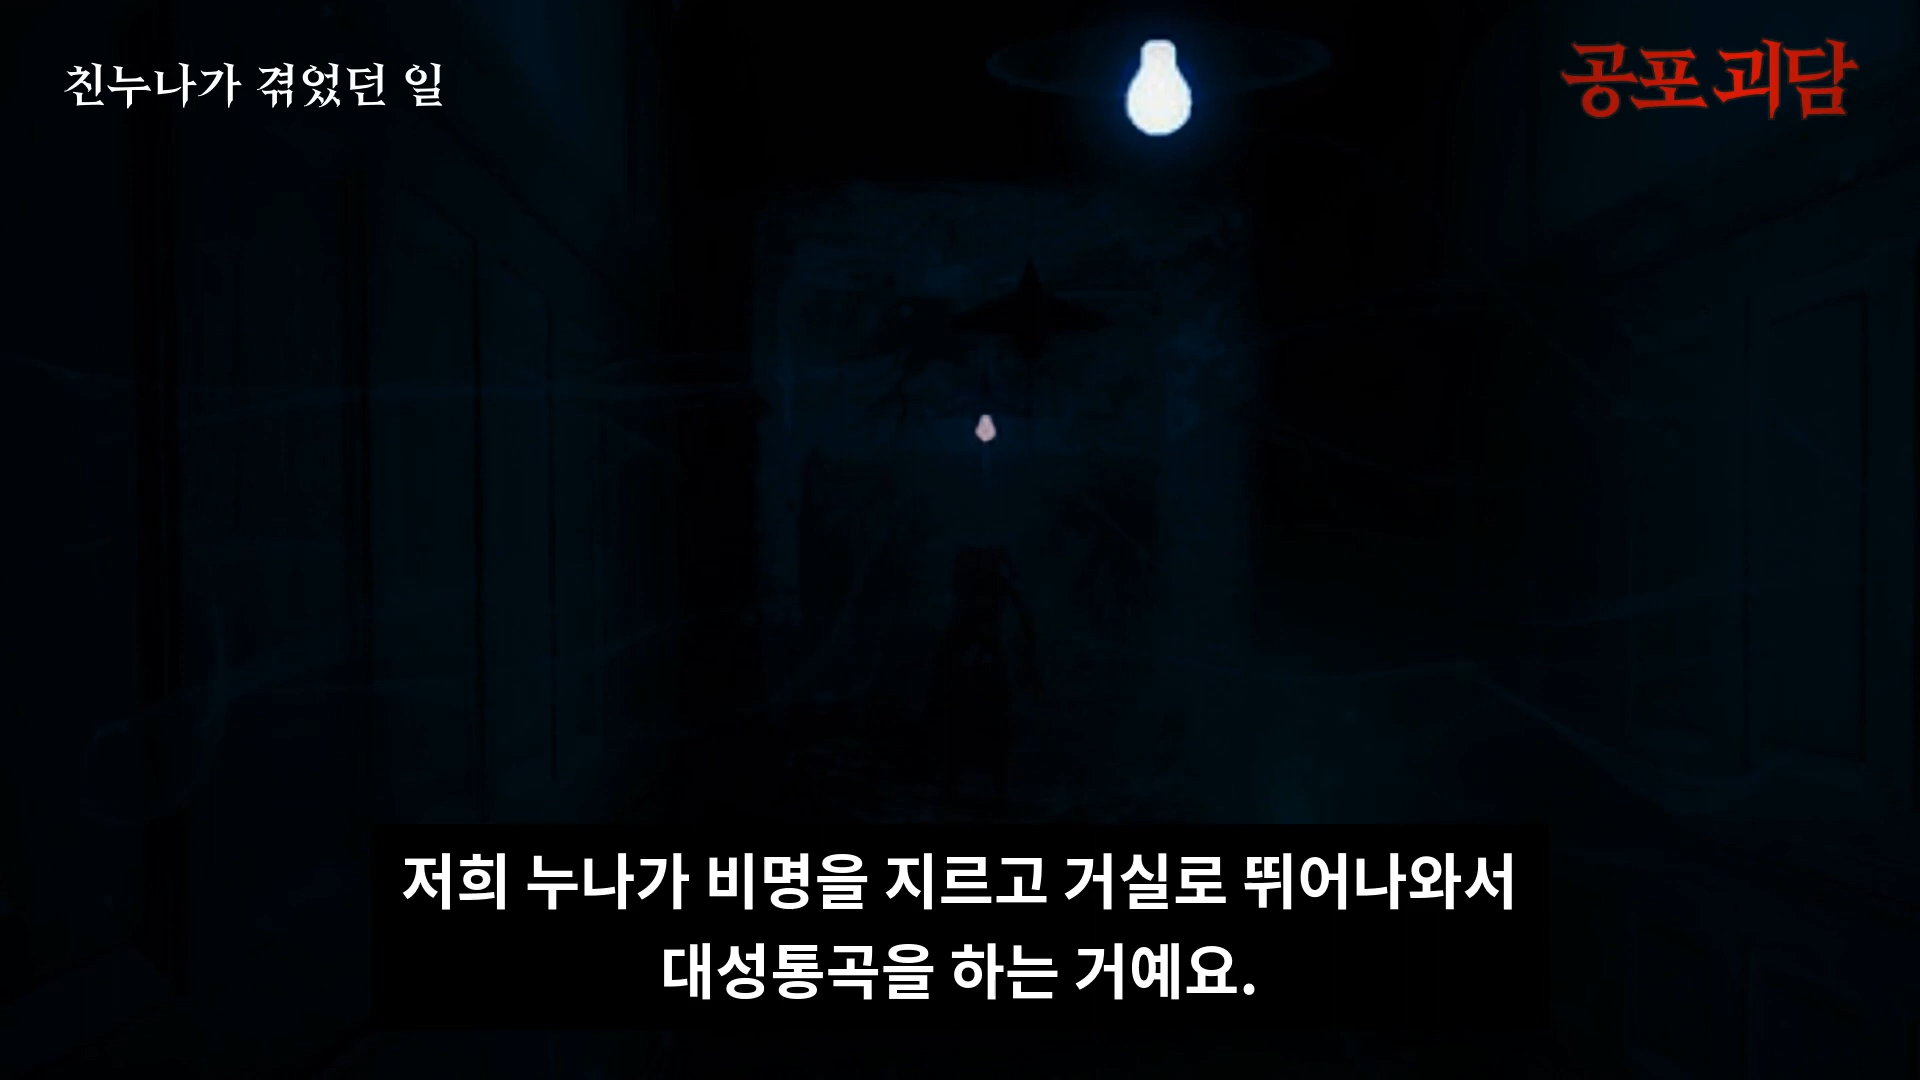 친누나가 겪었던 일
공포괴담
저희 누나가 비명을 지르고 거실로 뛰어나와서
대성통곡을 하는 거예요.